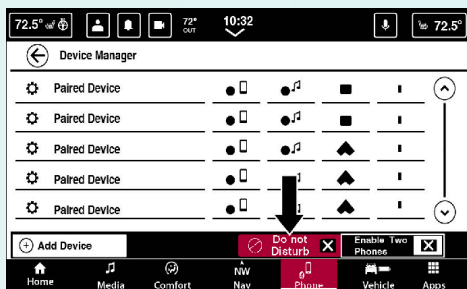 72.5° 72° OUT 10:32 72.5°
Device Manager
Paired Device
Paired Device
Paired Device
Paired Device
Paired Device
Add Device
Do not
Disturb
Enable Two
Phones
Home Media Comfort NW Nav Phone Vehicle Apps